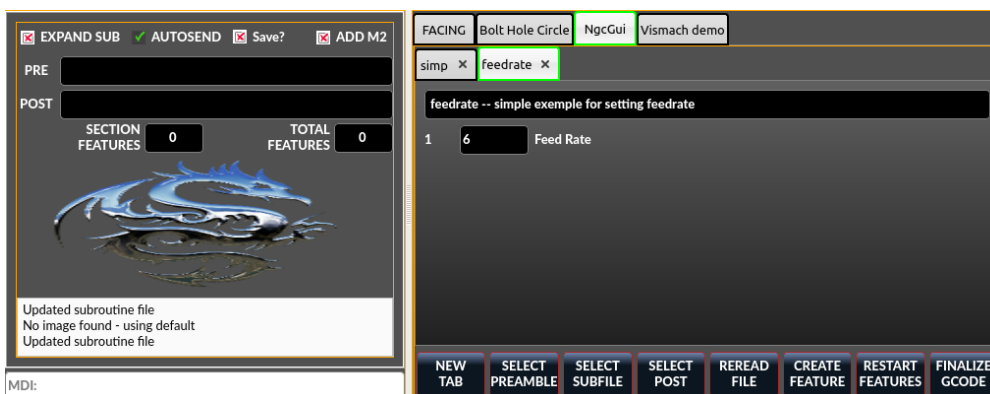 EXPAND SUB AUTOSEND Save? ADD M2
PRE
POST
SECTION FEATURES 0 TOTAL FEATURES 0
Updated subroutine file
No image found - using default
Updated subroutine file
MDI:
FACING Bolt Hole Circle NgcGui Vismach demo
simp × feedrate ×
feedrate -- simple exemple for setting feedrate
1 6 Feed Rate
NEW TAB SELECT PREAMBLE SELECT SUBFILE SELECT POST REREAD FILE CREATE FEATURE RESTART FEATURES FINALIZE GCODE